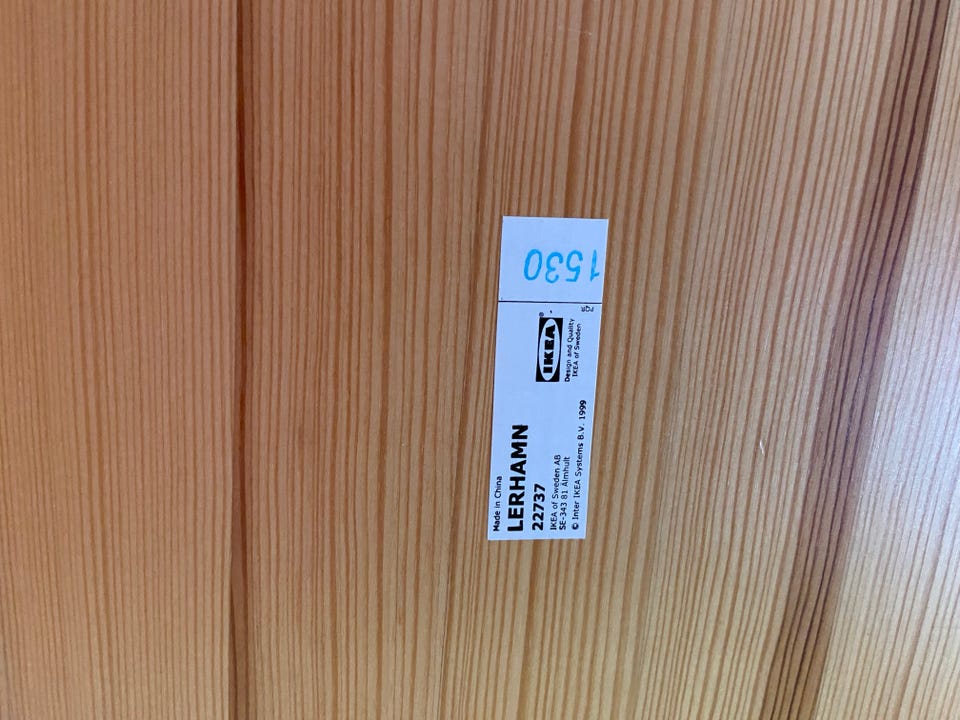 Made in China
LERHAMN
22737
IKEA of Sweden AB
SE-343 81 Älmhult
© Inter IKEA Systems B.V. 1999
IKEA®
Design and Quality
IKEA of Sweden
1530